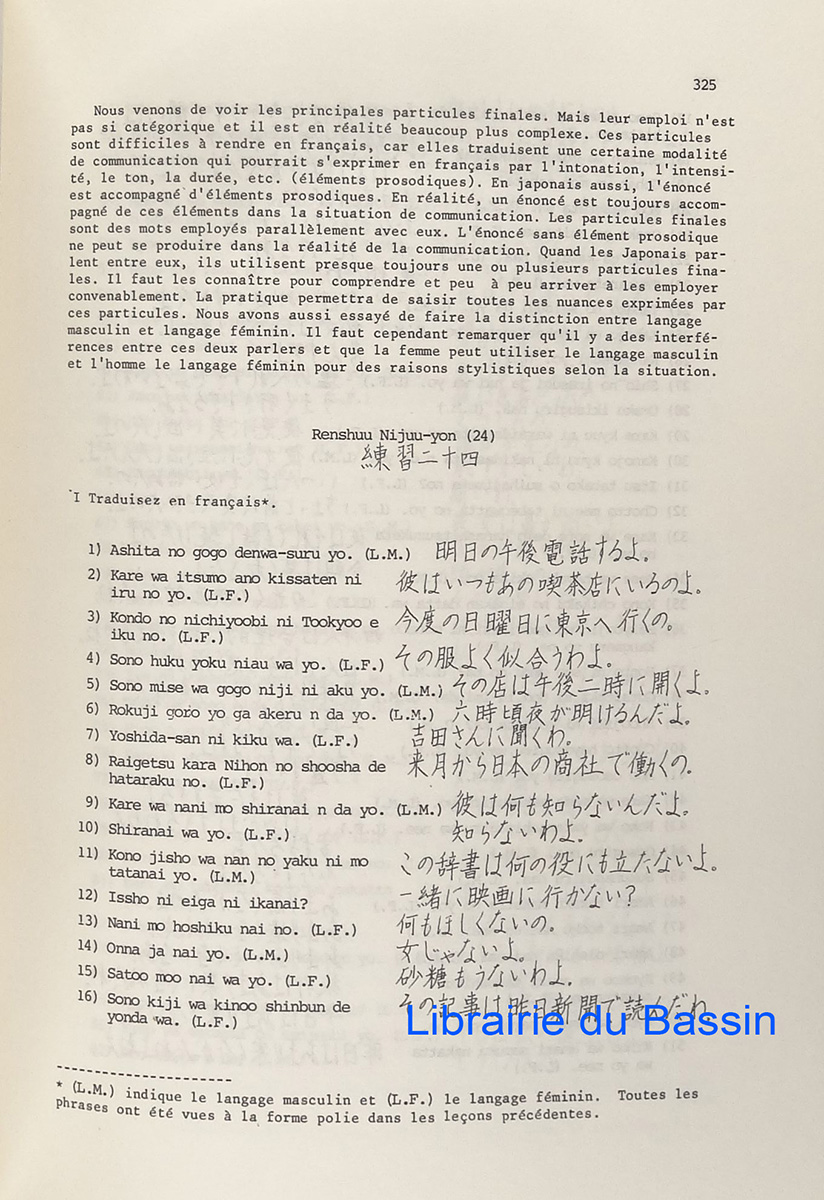 325
Nous venons de voir les principales particules finales. Mais leur emploi n'est
pas si catégorique et il est en réalité beaucoup plus complexe. Ces particules
sont difficiles à rendre en français, car elles traduisent une certaine modalité
de communication qui pourrait s'exprimer en français par l'intonation, l'intensi-
té, le ton, la durée, etc. (éléments prosodiques). En japonais aussi, l'énoncé
est accompagné d'éléments prosodiques. En réalité, un énoncé est toujours accom-
pagné de ces éléments dans la situation de communication. Les particules finales
sont des mots employés parallèlement avec eux. L'énoncé sans élément prosodique
ne peut se produire dans la réalité de la communication. Quand les Japonais par-
lent entre eux, ils utilisent presque toujours une ou plusieurs particules fina-
les. Il faut les connaître pour comprendre et peu à peu arriver à les employer
convenablement. La pratique permettra de saisir toutes les nuances exprimées par
ces particules. Nous avons aussi essayé de faire la distinction entre langage
masculin et langage féminin. Il faut cependant remarquer qu'il y a des interfé-
rences entre ces deux parlers et que la femme peut utiliser le langage masculin
et l'homme le langage féminin pour des raisons stylistiques selon la situation.
Renshuu Nijuu-yon (24)
練習二十四
I Traduisez en français*.
1) Ashita no gogo denwa-suru yo. (L.M.) 明日の午後電話するよ。
2) Kare wa itsumo ano kissaten ni 彼はいつもあの喫茶店にいるのよ。
iru no yo. (L.F.)
3) Kondo no nichiyoobi ni Tookyoo e 今度の日曜日に東京へ行くの。
iku no. (L.F.)
4) Sono huku yoku niau wa yo. (L.F.) その服よく似合うわよ。
5) Sono mise wa gogo niji ni aku yo. (L.M.) その店は午後二時に開くよ。
6) Rokuji goro yo ga akeru n da yo. (L.M.) 六時頃夜が明けるんだよ。
7) Yoshida-san ni kiku wa. (L.F.) 吉田さんに聞くわ。
8) Raigetsu kara Nihon no shoosha de 来月から日本の商社で働くの。
hataraku no. (L.F.)
9) Kare wa nani mo shiranai n da yo. (L.M.) 彼は何も知らないんだよ。
10) Shiranai wa yo. (L.F.) 知らないわよ。
11) Kono jisho wa nan no yaku ni mo この辞書は何の役にも立たないよ。
tatanai yo. (L.M.)
12) Issho ni eiga ni ikanai? 一緒に映画に行かない?
13) Nani mo hoshiku nai no. (L.F.) 何もほしくないの。
14) Onna ja nai yo. (L.M.) 女じゃないよ。
15) Satoo moo nai wa yo. (L.F.) 砂糖もうないわよ。
16) Sono kiji wa kinoo shinbun de その記事は昨日新聞で読んだわ。
yonda wa. (L.F.)
Librairie du Bassin
* (L.M.) indique le langage masculin et (L.F.) le langage féminin. Toutes les
phrases ont été vues à la forme polie dans les leçons précédentes.